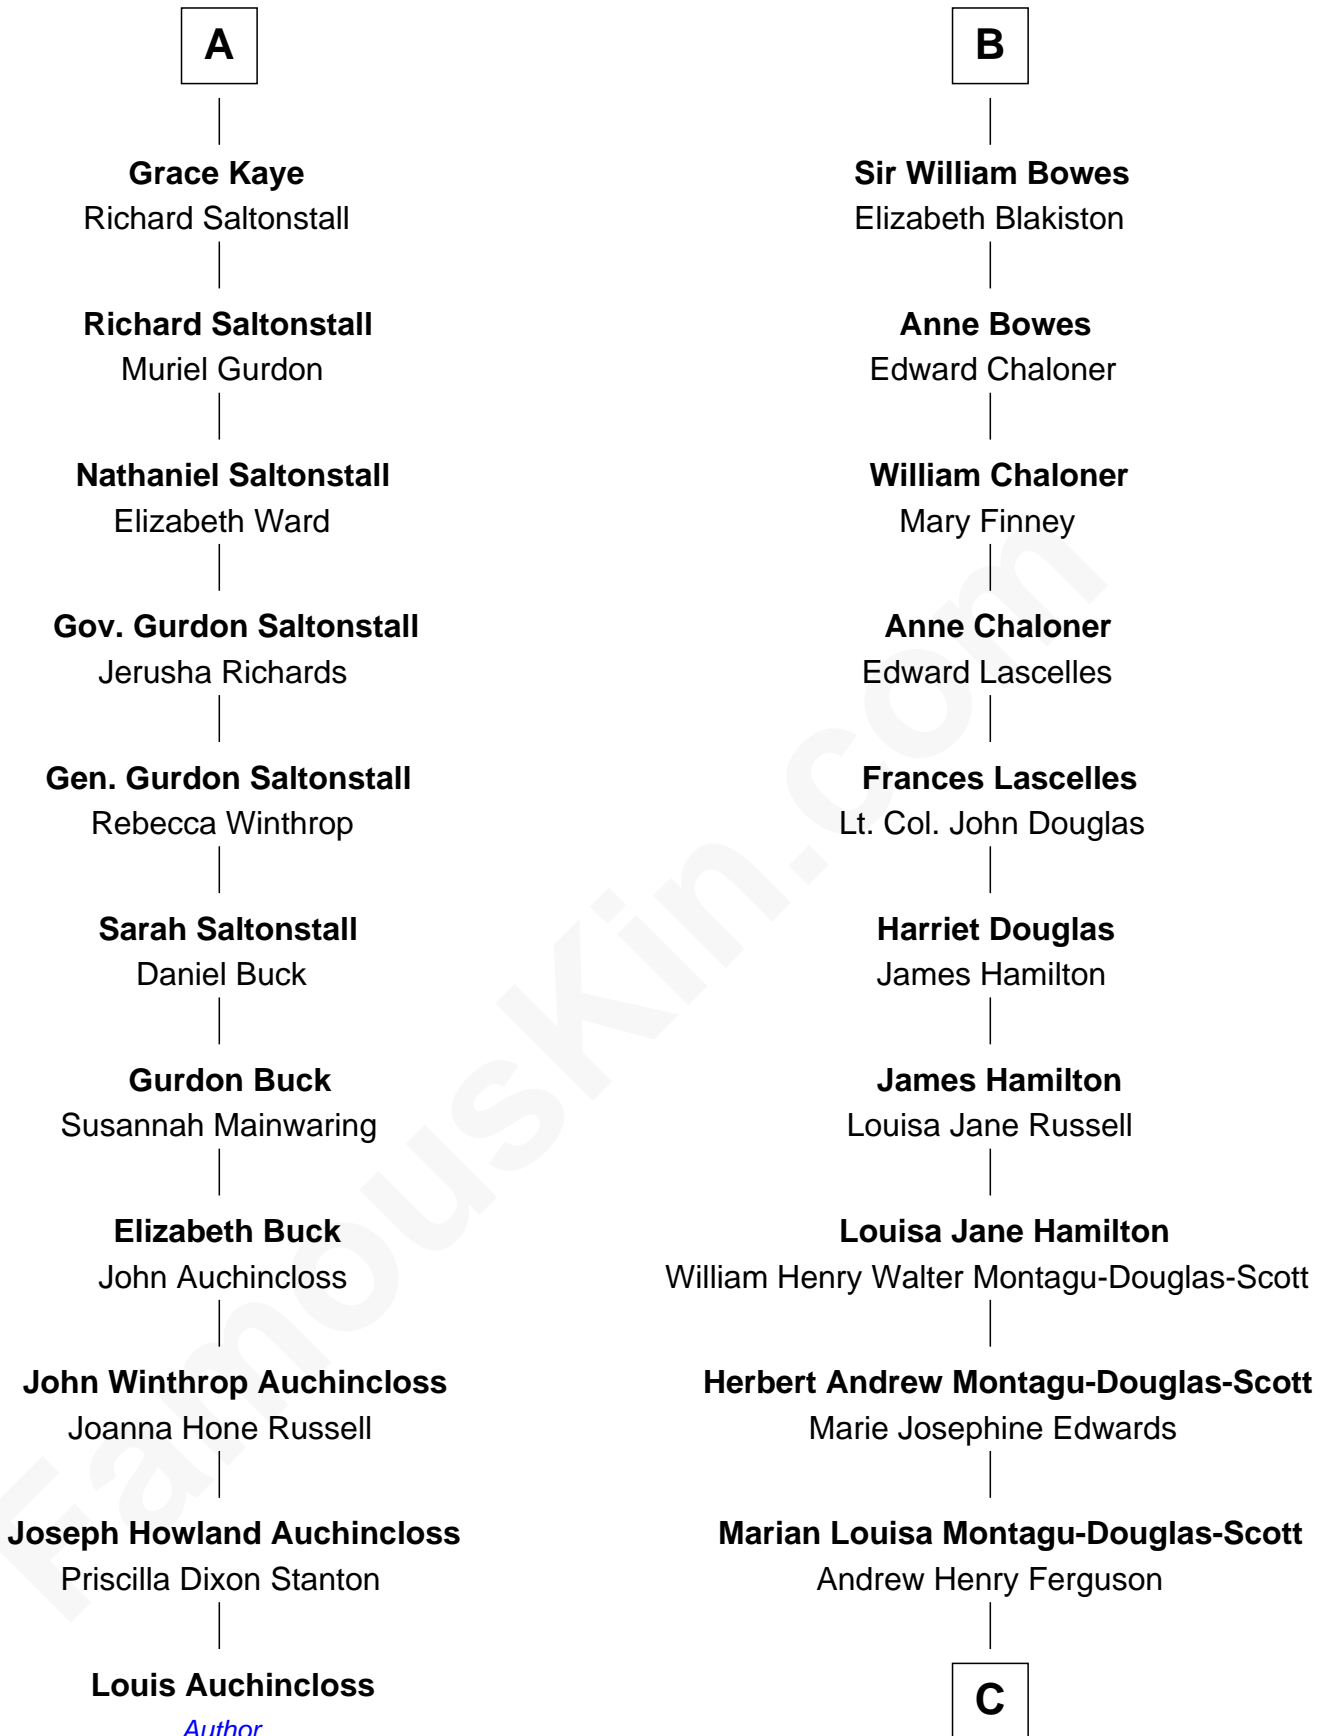 A
Grace Kaye
Richard Saltonstall
Richard Saltonstall
Muriel Gurdon
Nathaniel Saltonstall
Elizabeth Ward
Gov. Gurdon Saltonstall
Jerusha Richards
Gen. Gurdon Saltonstall
Rebecca Winthrop
Sarah Saltonstall
Daniel Buck
Gurdon Buck
Susannah Mainwaring
Elizabeth Buck
John Auchincloss
John Winthrop Auchincloss
Joanna Hone Russell
Joseph Howland Auchincloss
Priscilla Dixon Stanton
Louis Auchincloss
Author
B
Sir William Bowes
Elizabeth Blakiston
Anne Bowes
Edward Chaloner
William Chaloner
Mary Finney
Anne Chaloner
Edward Lascelles
Frances Lascelles
Lt. Col. John Douglas
Harriet Douglas
James Hamilton
James Hamilton
Louisa Jane Russell
Louisa Jane Hamilton
William Henry Walter Montagu-Douglas-Scott
Herbert Andrew Montagu-Douglas-Scott
Marie Josephine Edwards
Marian Louisa Montagu-Douglas-Scott
Andrew Henry Ferguson
C
FamousKin.com